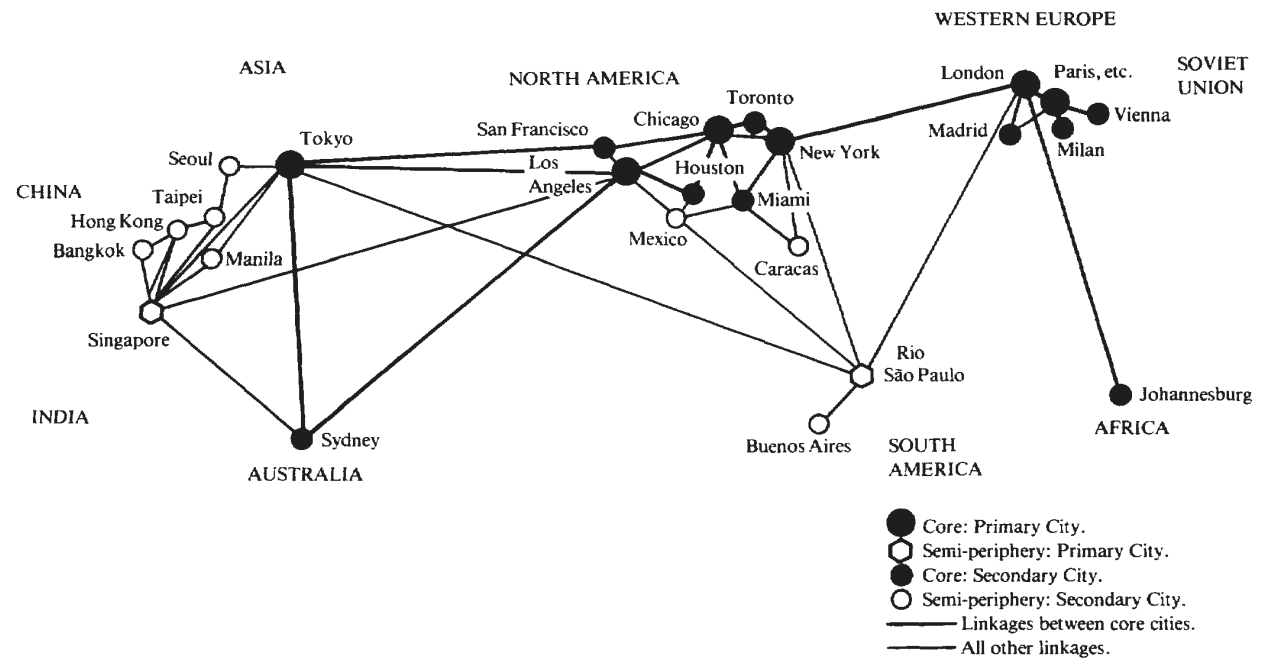 WESTERN EUROPE
ASIA
NORTH AMERICA
SOVIET
UNION
London
Paris, etc.
Toronto
Chicago
San Francisco
Tokyo
Vienna
Madrid
Milan
New York
Seoul
Los
Angeles
Houston
CHINA
Taipei
Miami
Hong Kong
Bangkok
Manila
Mexico
Caracas
Singapore
Rio
São Paulo
Johannesburg
INDIA
AFRICA
Sydney
Buenos Aires
SOUTH
AMERICA
AUSTRALIA
Core: Primary City.
Semi-periphery: Primary City.
Core: Secondary City.
Semi-periphery: Secondary City.
Linkages between core cities.
All other linkages.